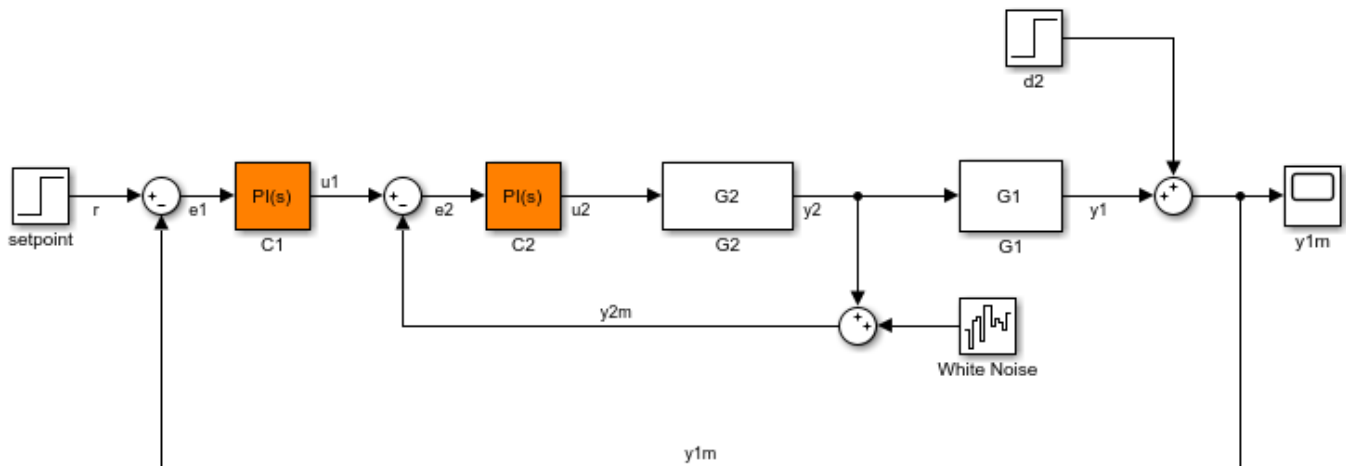 d2
PI(s)
u1
PI(s)
G2
G1
r
e1
e2
u2
y2
y1
setpoint
C1
C2
G2
G1
y1m
y2m
White Noise
y1m